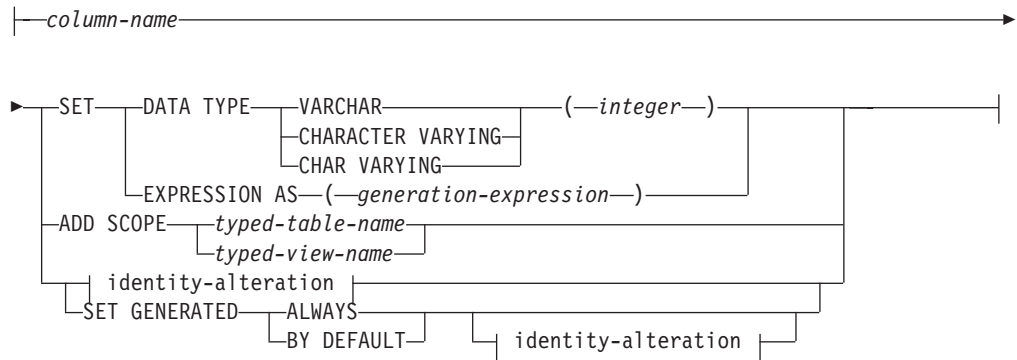 column-name
SET DATA TYPE VARCHAR ( integer )
CHARACTER VARYING
CHAR VARYING
EXPRESSION AS ( generation-expression )
ADD SCOPE typed-table-name
typed-view-name
identity-alteration
SET GENERATED ALWAYS
BY DEFAULT identity-alteration